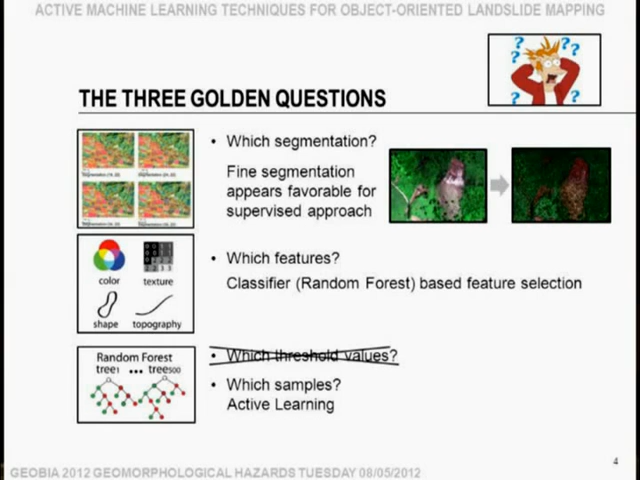 ACTIVE MACHINE LEARNING TECHNIQUES FOR OBJECT-ORIENTED LANDSLIDE MAPPING
? ? ? ? ? ? ?
THE THREE GOLDEN QUESTIONS
• Which segmentation?
Fine segmentation
appears favorable for
supervised approach
• Which features?
Classifier (Random Forest) based feature selection
color texture
shape topography
• Which threshold values?
Random Forest
tree1 ••• tree500
• Which samples?
Active Learning
4
GEOBIA 2012 GEOMORPHOLOGICAL HAZARDS TUESDAY 08/05/2012